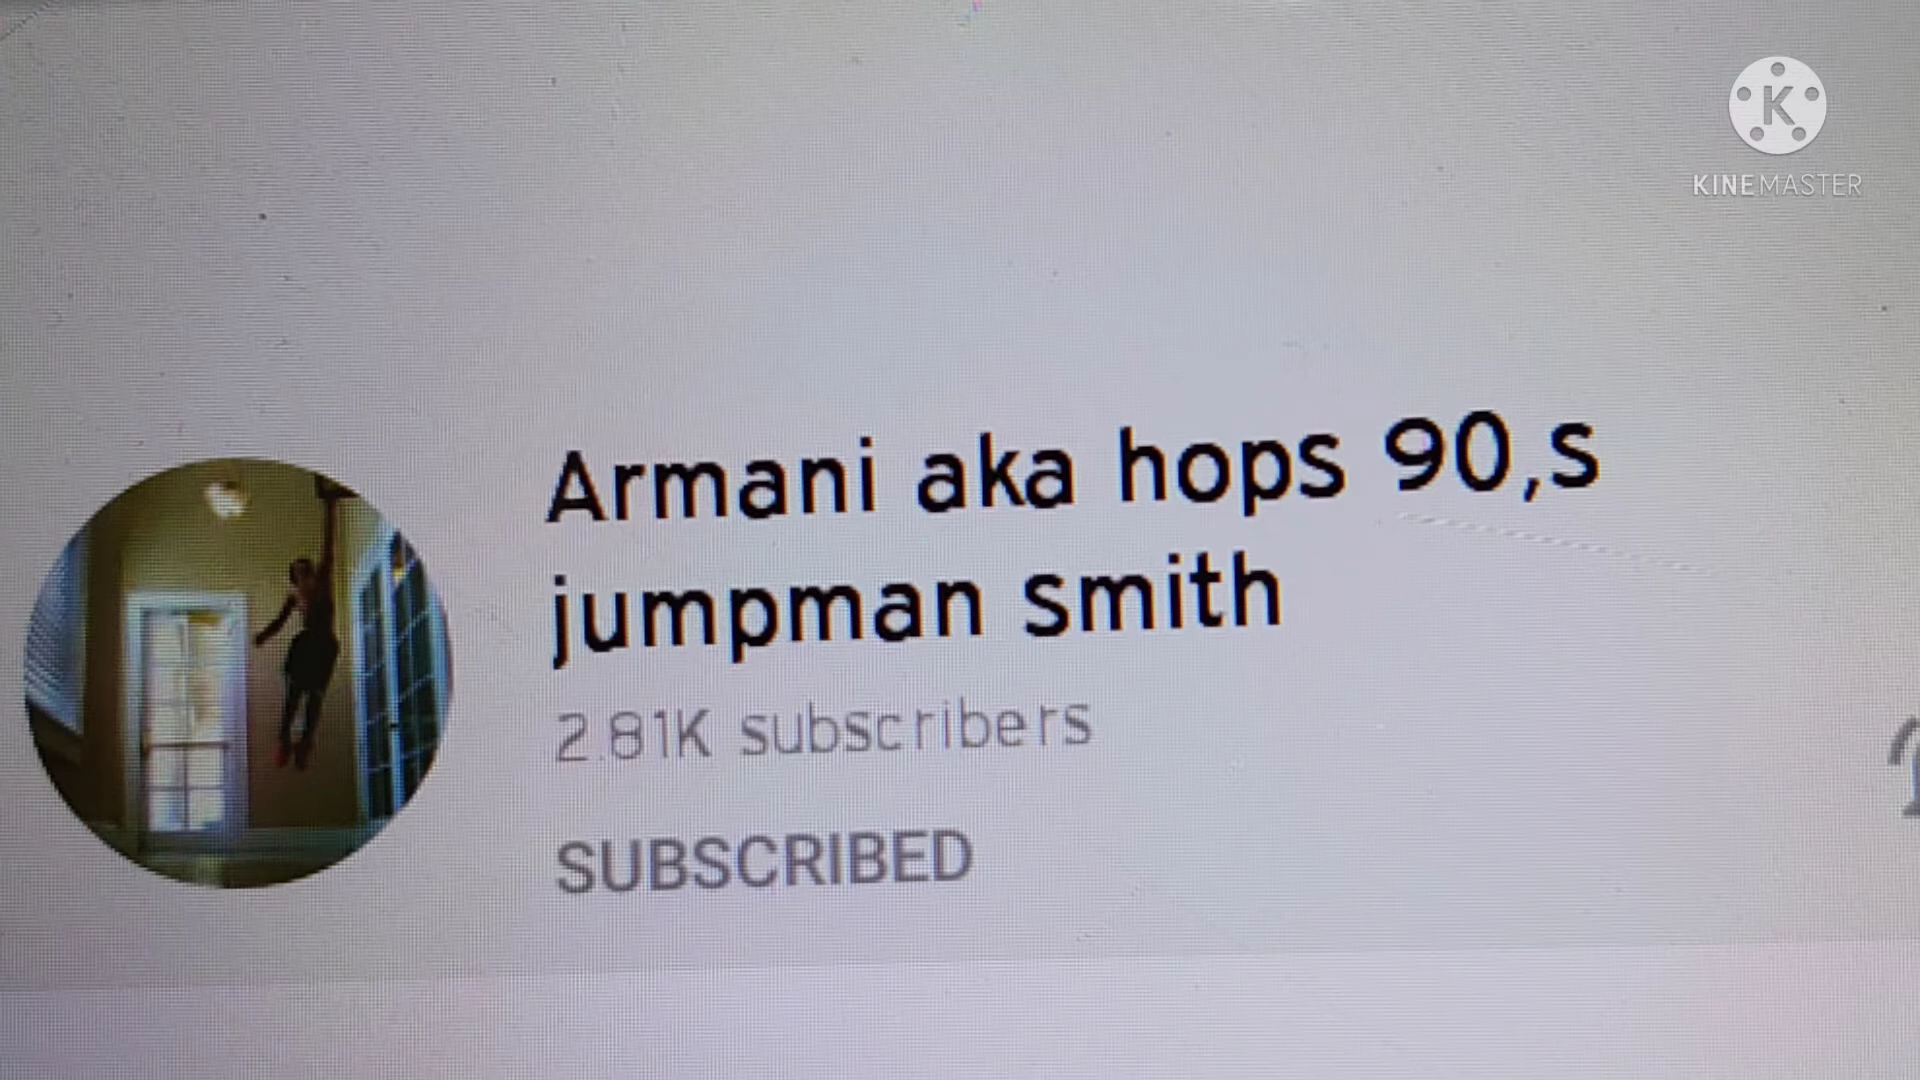 KINEMASTER
Armani aka hops 90,s
jumpman smith
2.81K subscribers
SUBSCRIBED